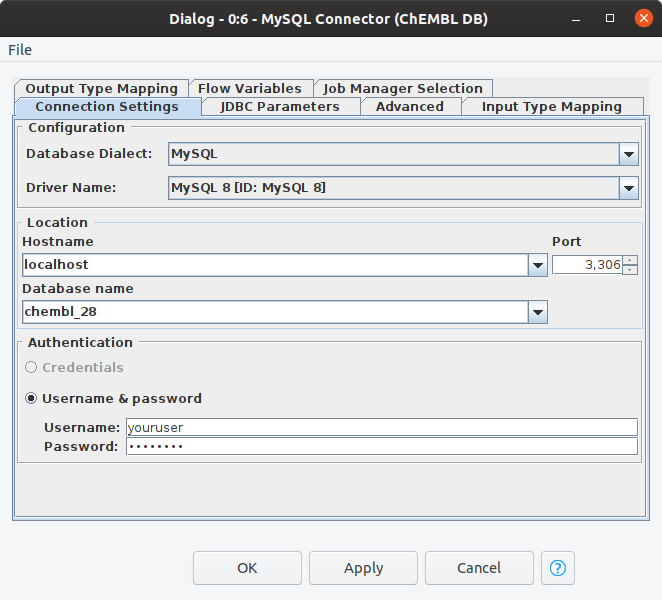 Dialog - 0:6 - MySQL Connector (ChEMBL DB)
File
Output Type Mapping Flow Variables Job Manager Selection
Connection Settings JDBC Parameters Advanced Input Type Mapping
Configuration
Database Dialect: MySQL
Driver Name: MySQL 8 [ID: MySQL 8]
Location
Hostname Port
localhost 3,306
Database name
chembl_28
Authentication
Credentials
Username & password
Username: youruser
Password: ••••••••
OK Apply Cancel ?